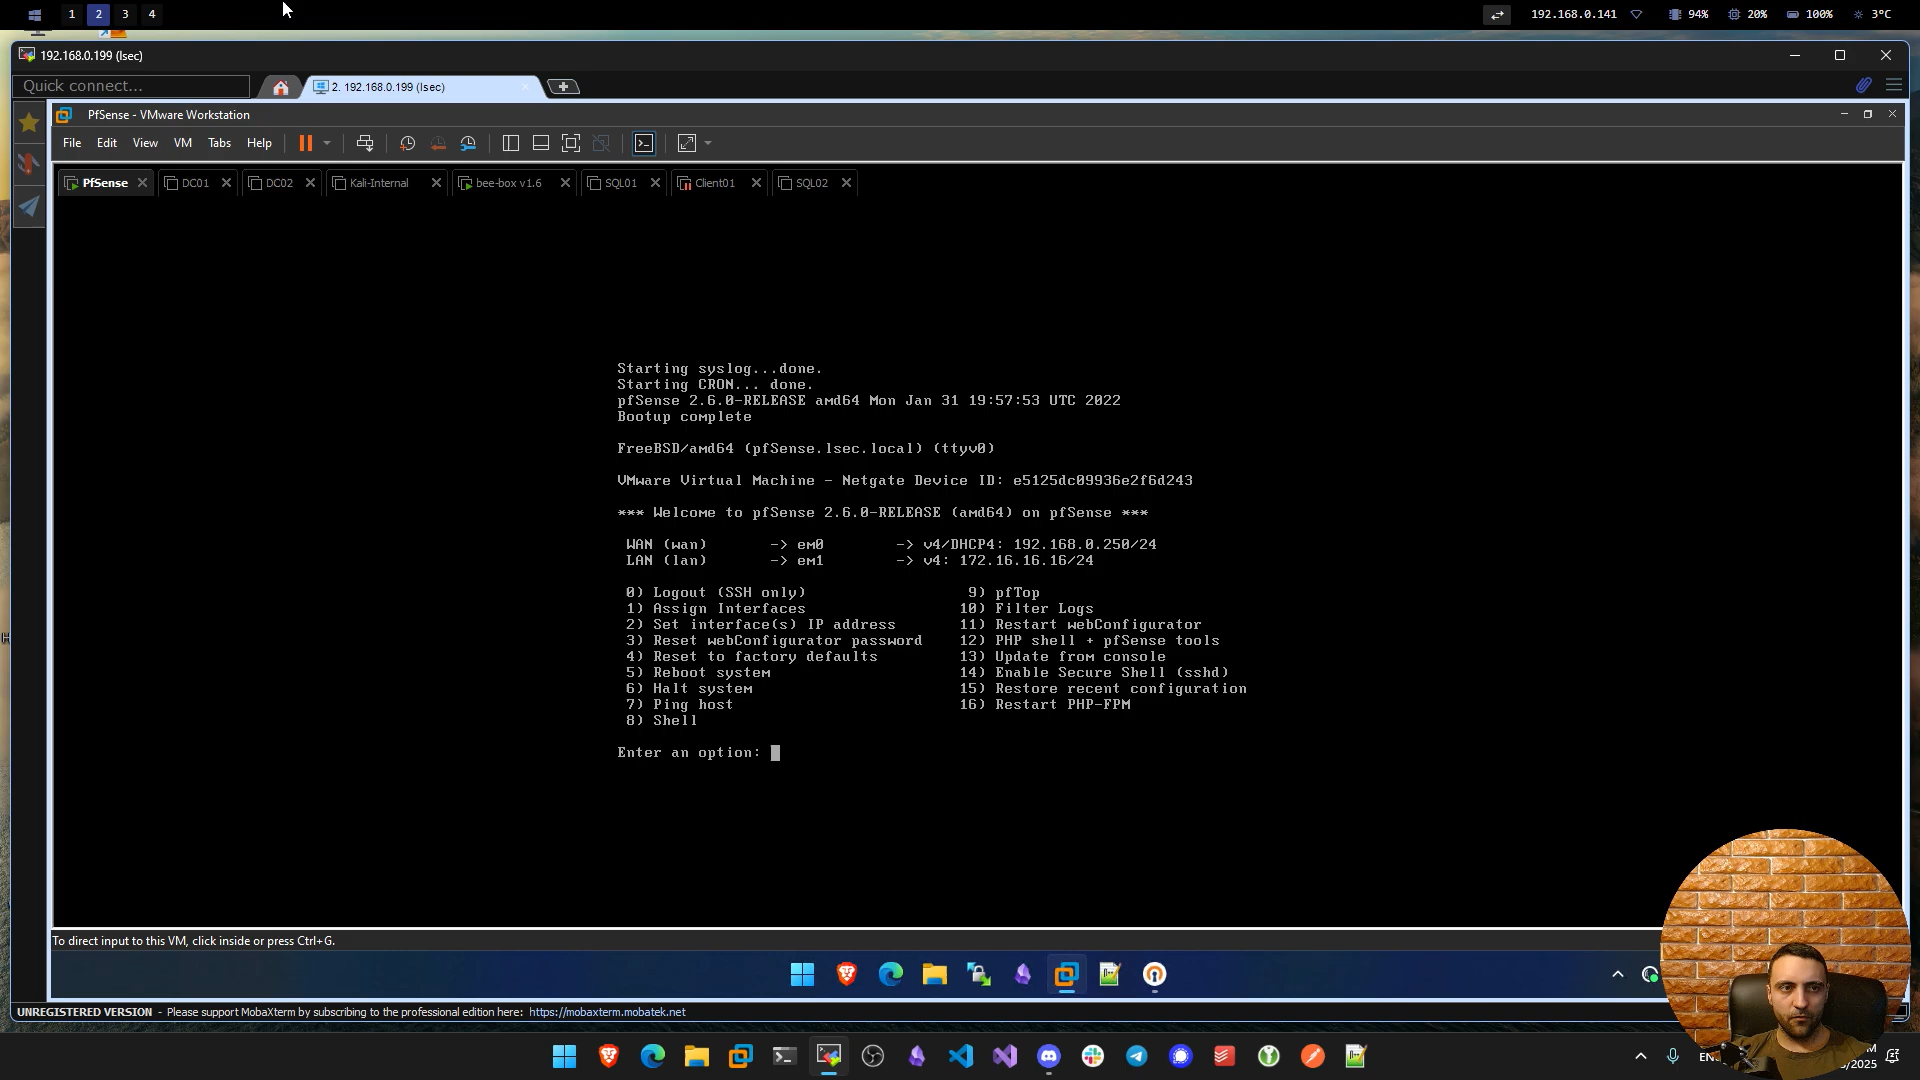 1 2 3 4
192.168.0.141 94% 20% 100% 3°C
192.168.0.199 (lsec)
Quick connect...
2. 192.168.0.199 (lsec)
PfSense - VMware Workstation
File Edit View VM Tabs Help
PfSense DC01 DC02 Kali-Internal bee-box v1.6 SQL01 Client01 SQL02
Starting syslog...done.
Starting CRON... done.
pfSense 2.6.0-RELEASE amd64 Mon Jan 31 19:57:53 UTC 2022
Bootup complete
FreeBSD/amd64 (pfSense.lsec.local) (ttyv0)
VMware Virtual Machine - Netgate Device ID: e5125dc09936e2f6d243
*** Welcome to pfSense 2.6.0-RELEASE (amd64) on pfSense ***
WAN (wan) -> em0 -> v4/DHCP4: 192.168.0.250/24
LAN (lan) -> em1 -> v4: 172.16.16.16/24
0) Logout (SSH only) 9) pfTop
1) Assign Interfaces 10) Filter Logs
2) Set interface(s) IP address 11) Restart webConfigurator
3) Reset webConfigurator password 12) PHP shell + pfSense tools
4) Reset to factory defaults 13) Update from console
5) Reboot system 14) Enable Secure Shell (sshd)
6) Halt system 15) Restore recent configuration
7) Ping host 16) Restart PHP-FPM
8) Shell
Enter an option:
To direct input to this VM, click inside or press Ctrl+G.
UNREGISTERED VERSION - Please support MobaXterm by subscribing to the professional edition here: https://mobaxterm.mobatek.net